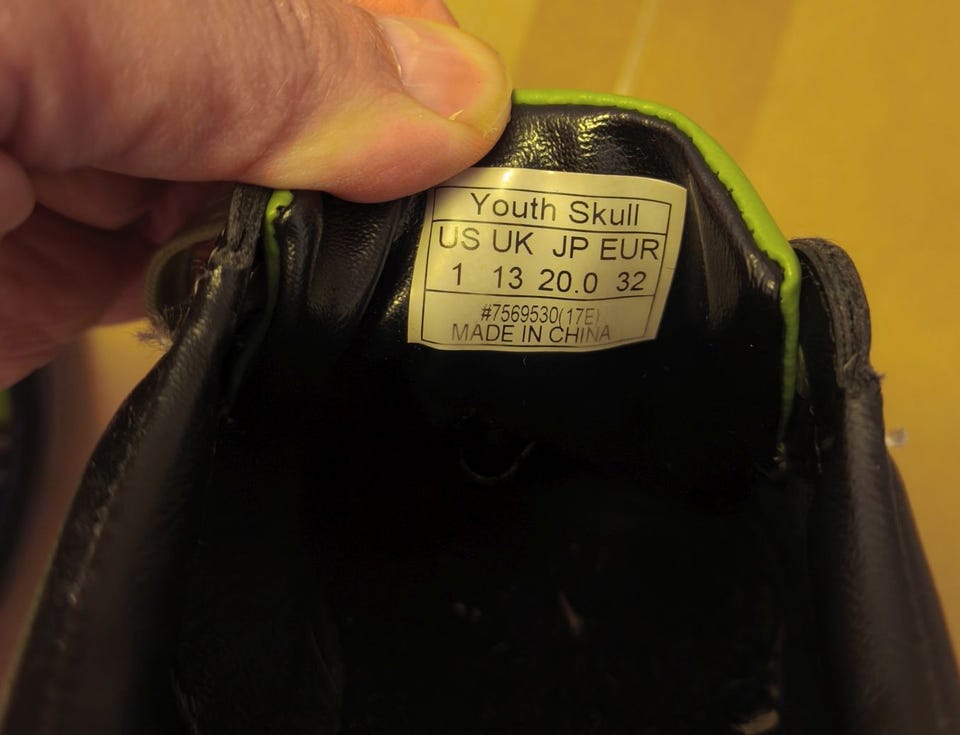 Youth Skull
US UK JP EUR
1 13 20.0 32
#7569530(17E)
MADE IN CHINA